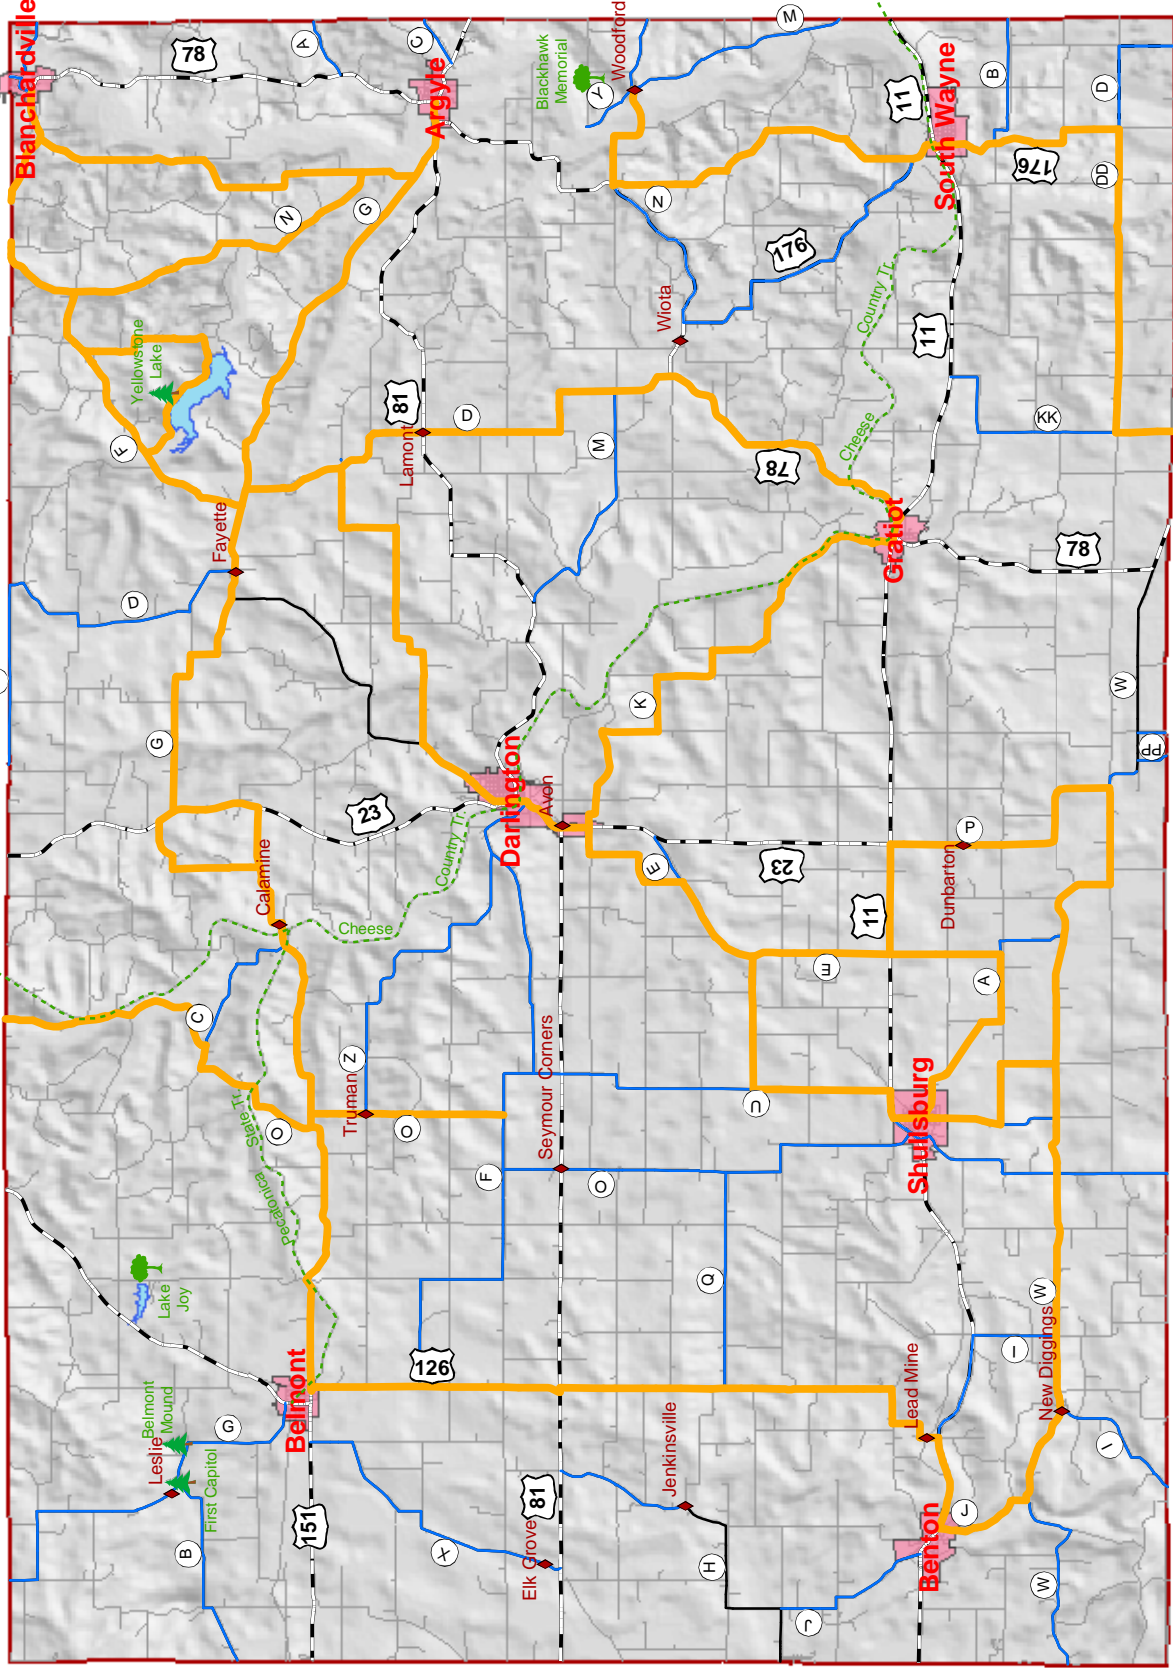 Blanchardville
78
A
C
Argyle
Blackhawk
Memorial
Y
Woodford
M
11
South Wayne
B
D
176
DD
N
G
N
176
Country Tr.
Cheese
11
KK
Wiota
Yellowstone
Lake
F
81
Lamont
D
M
78
Gratiot
78
Fayette
D
G
23
Country Tr.
Cheese
Darlington
Avon
K
W
PP
E
23
11
P
Dunbarton
E
A
Calamine
C
Z
Truman
O
O
State Tr.
Pecatonica
Seymour Corners
F
O
U
Shullsburg
Q
W
I
New Diggings
Lake
Joy
126
Belmont
Belmont
Mound
Leslie
First Capitol
G
B
151
X
Elk Grove
81
Jenkinsville
H
J
Lead Mine
Benton
J
I
W